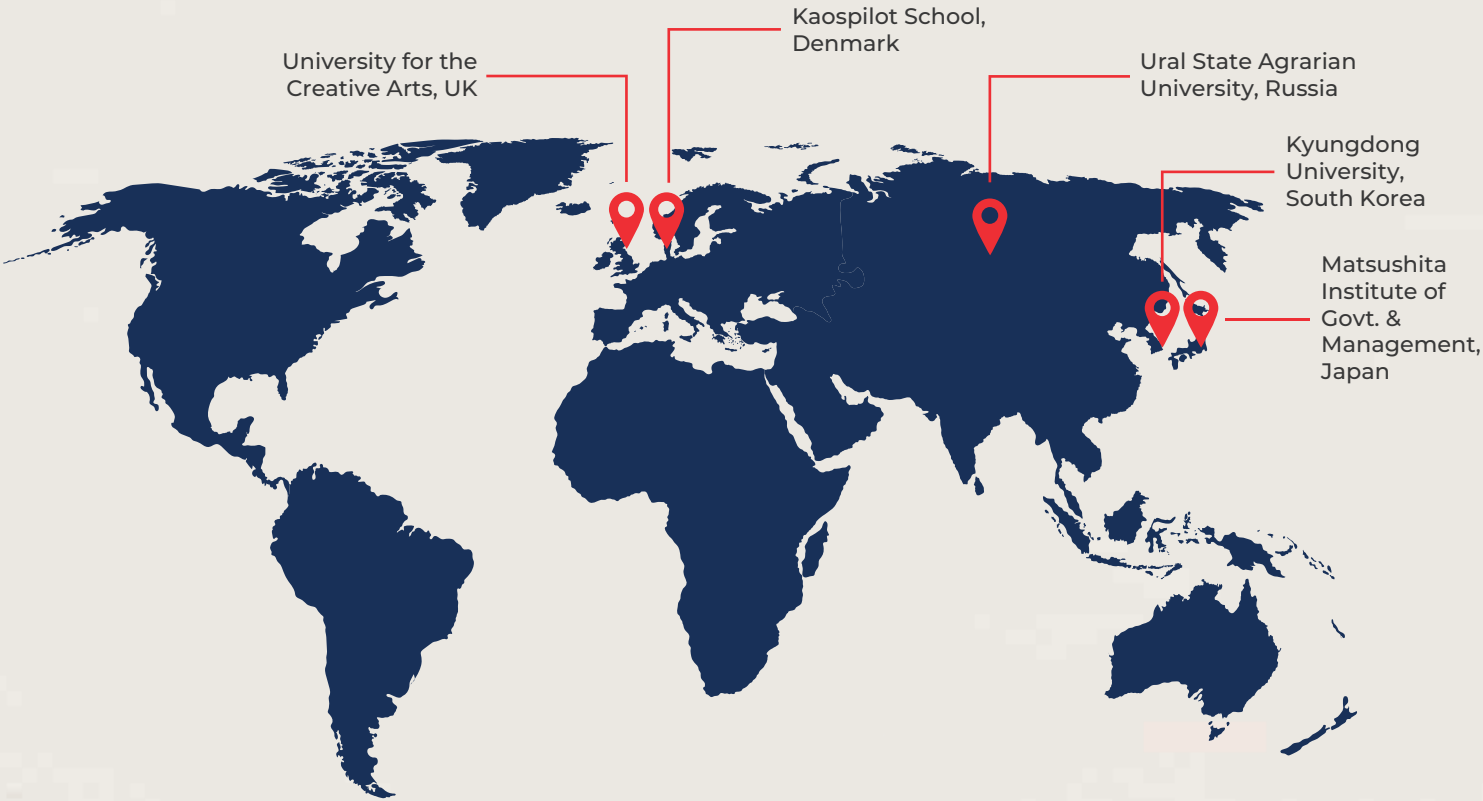 Kaospilot School,
Denmark
University for the
Creative Arts, UK
Ural State Agrarian
University, Russia
Kyungdong
University,
South Korea
Matsushita
Institute of
Govt. &
Management,
Japan